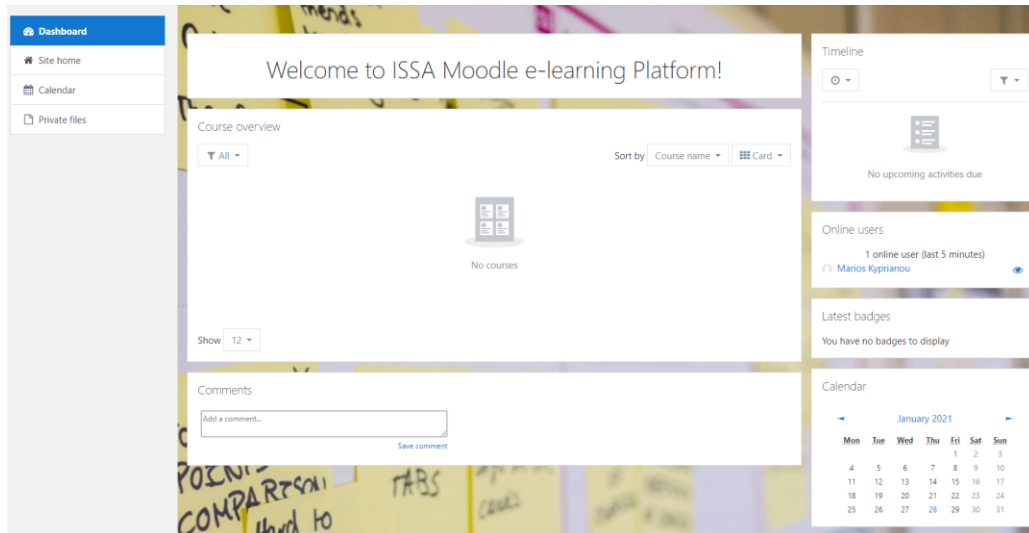 Dashboard
Site home
Calendar
Private files
Welcome to ISSA Moodle e-learning Platform!
Course overview
All
Sort by Course name Card
No courses
Show 12
Comments
Add a comment...
Save comment
Timeline
No upcoming activities due
Online users
1 online user (last 5 minutes)
Marios Kyprianou
Latest badges
You have no badges to display
Calendar
January 2021
Mon Tue Wed Thu Fri Sat Sun
1 2 3
4 5 6 7 8 9 10
11 12 13 14 15 16 17
18 19 20 21 22 23 24
25 26 27 28 29 30 31
trends
POINTS
COMPARISON
Hard to
TABS